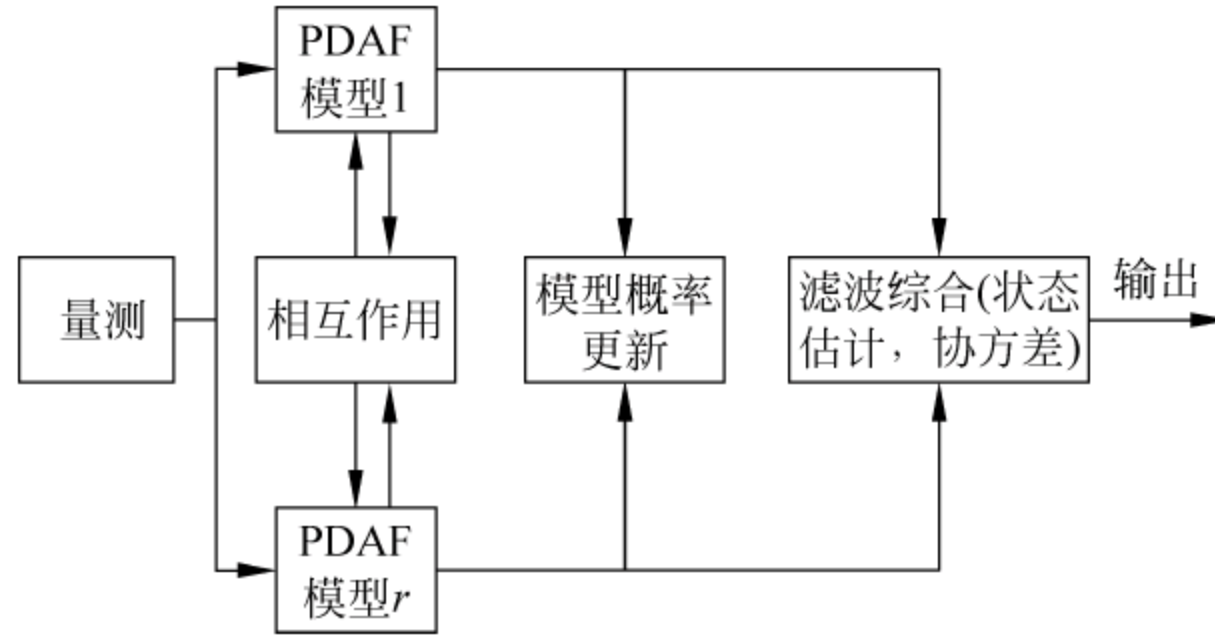 PDAF
模型1
量测
相互作用
模型概率
更新
滤波综合(状态
估计，协方差)
输出
PDAF
模型r